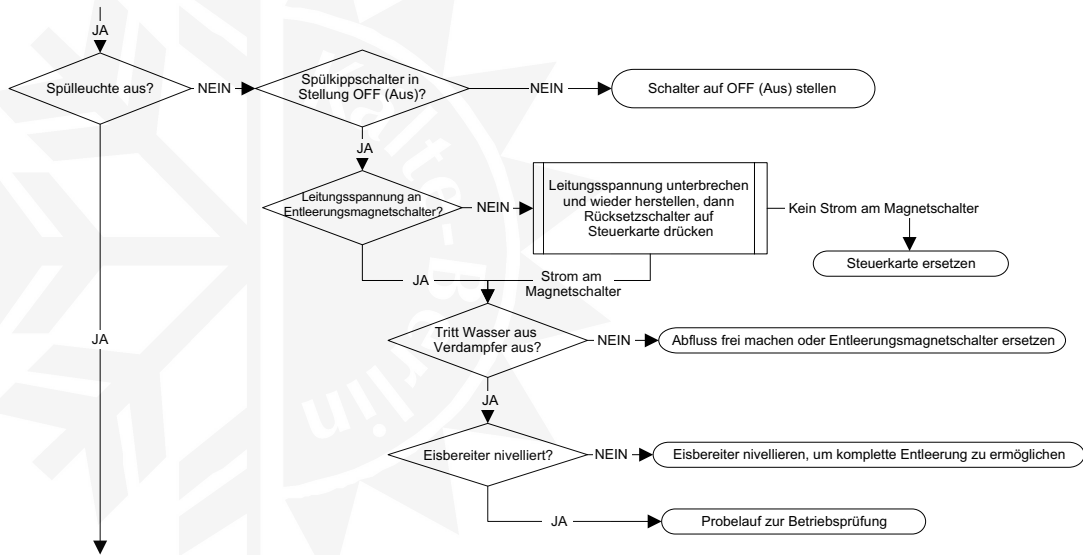 JA
Spülleuchte aus?
NEIN
Spülkippschalter in
Stellung OFF (Aus)?
NEIN
Schalter auf OFF (Aus) stellen
JA
Leitungsspannung an
Entleerungsmagnetschalter?
NEIN
Leitungsspannung unterbrechen
und wieder herstellen, dann
Rücksetzschalter auf
Steuerkarte drücken
Kein Strom am Magnetschalter
Steuerkarte ersetzen
JA
Strom am
Magnetschalter
JA
Tritt Wasser aus
Verdampfer aus?
NEIN
Abfluss frei machen oder Entleerungsmagnetschalter ersetzen
JA
Eisbereiter nivelliert?
NEIN
Eisbereiter nivellieren, um komplette Entleerung zu ermöglichen
JA
Probelauf zur Betriebsprüfung
Kälte-Berlin